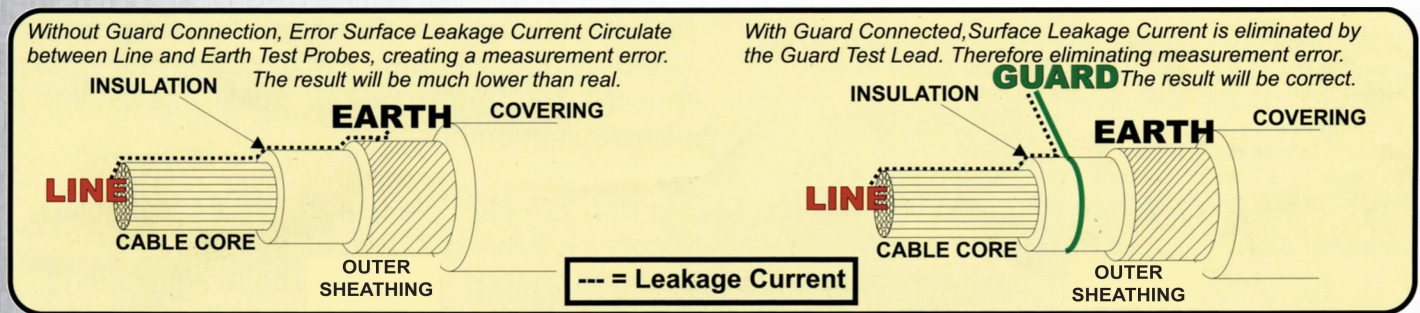 Without Guard Connection, Error Surface Leakage Current Circulate
between Line and Earth Test Probes, creating a measurement error.
The result will be much lower than real.
INSULATION
EARTH
COVERING
LINE
CABLE CORE
OUTER
SHEATHING
With Guard Connected,Surface Leakage Current is eliminated by
the Guard Test Lead. Therefore eliminating measurement error.
GUARD The result will be correct.
INSULATION
EARTH
COVERING
LINE
CABLE CORE
OUTER
SHEATHING
--- = Leakage Current